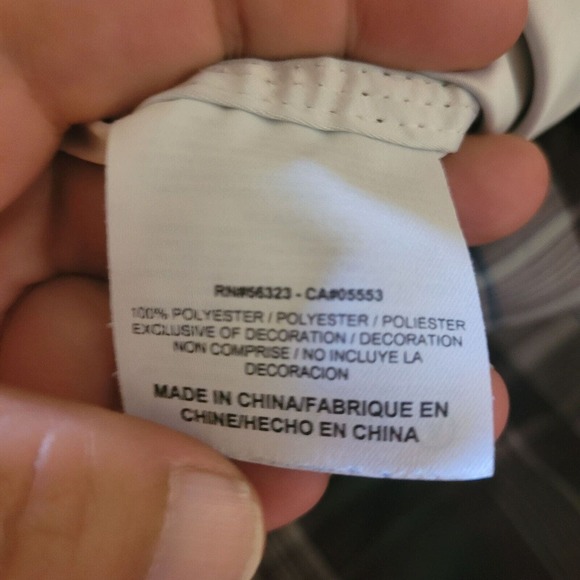 RN#56323 - CA#05553
100% POLYESTER / POLYESTER / POLIESTER
EXCLUSIVE OF DECORATION / DECORATION
NON COMPRISE / NO INCLUYE LA
DECORACION
MADE IN CHINA/FABRIQUE EN
CHINE/HECHO EN CHINA